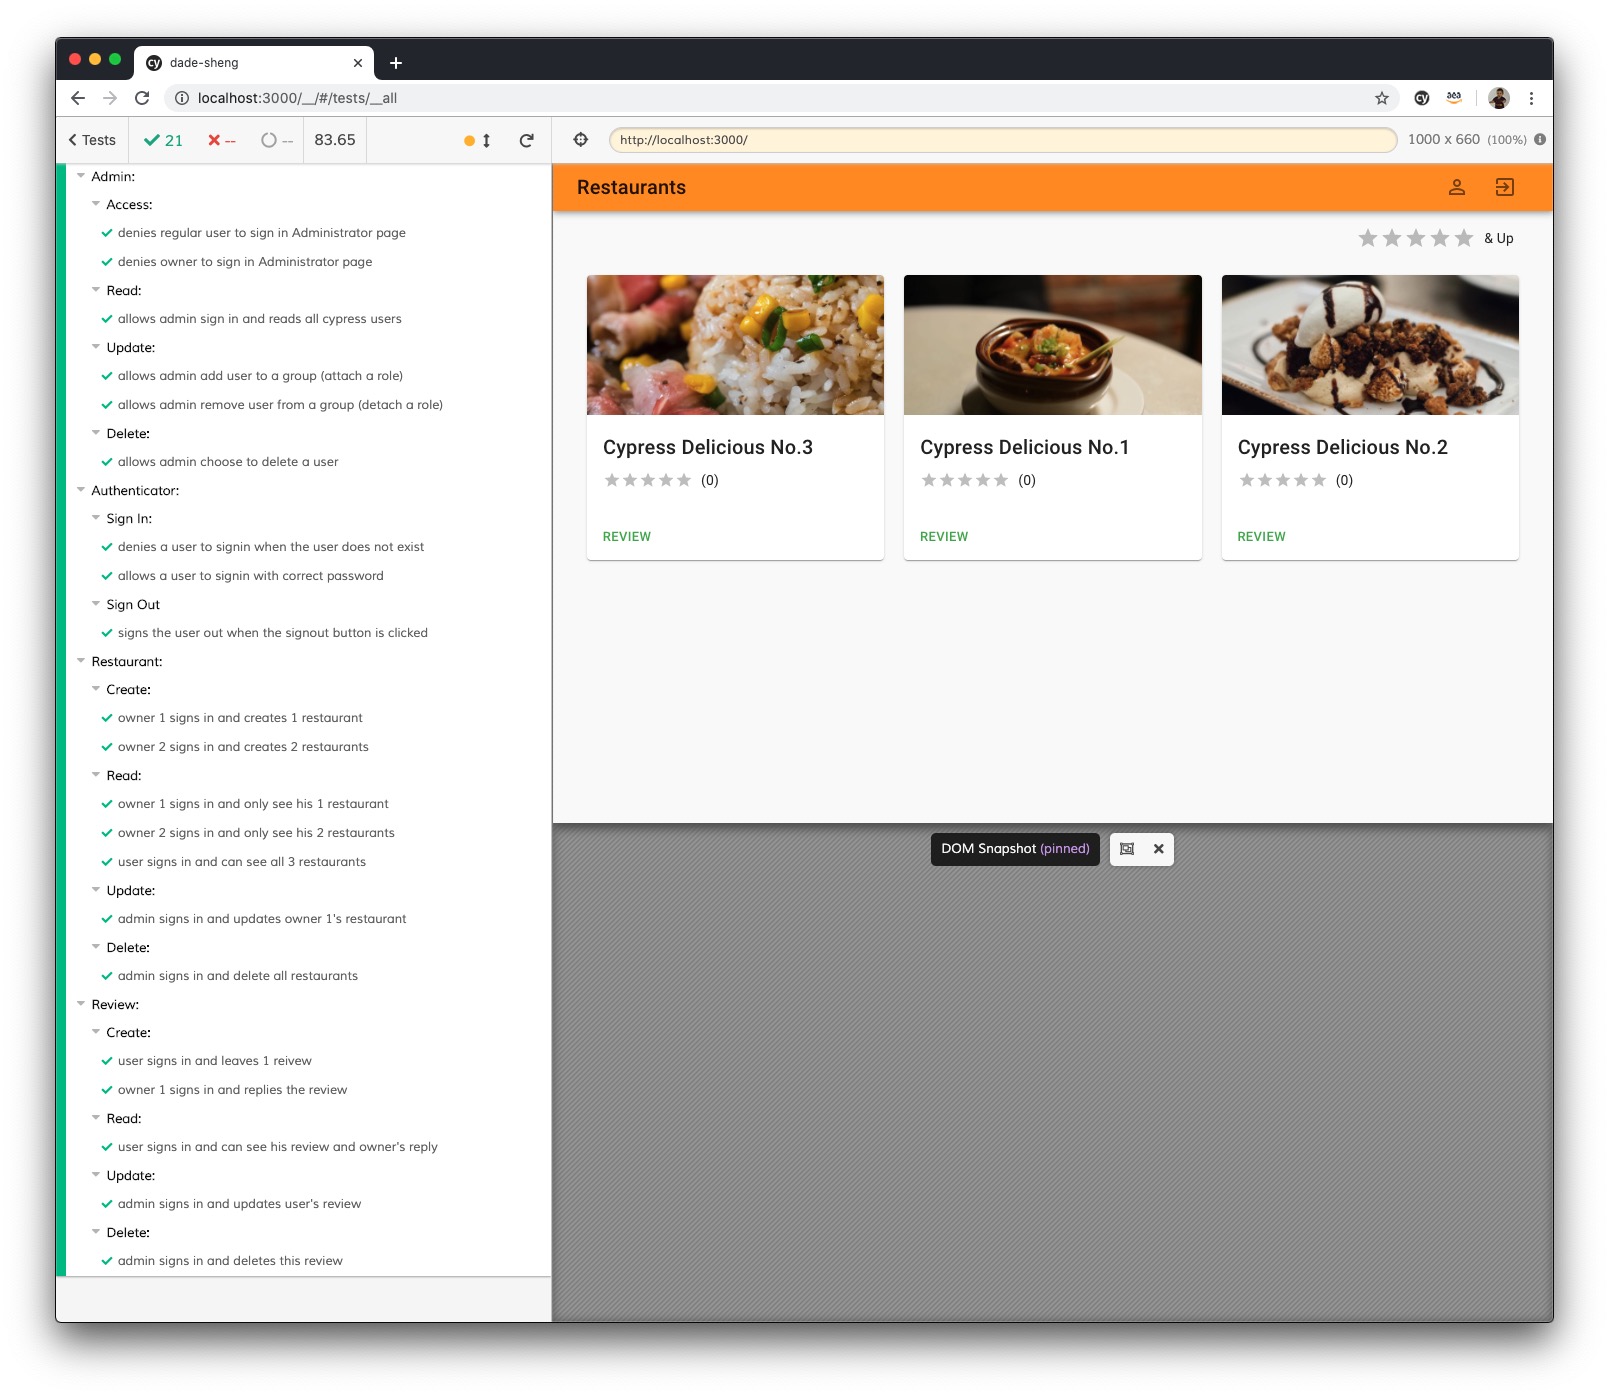 cy dade-sheng
localhost:3000/__/#/tests/__all
cy
Tests 21 -- -- 83.65
http://localhost:3000/
1000 x 660 (100%)
Admin:
Access:
denies regular user to sign in Administrator page
denies owner to sign in Administrator page
Read:
allows admin sign in and reads all cypress users
Update:
allows admin add user to a group (attach a role)
allows admin remove user from a group (detach a role)
Delete:
allows admin choose to delete a user
Authenticator:
Sign In:
denies a user to signin when the user does not exist
allows a user to signin with correct password
Sign Out
signs the user out when the signout button is clicked
Restaurant:
Create:
owner 1 signs in and creates 1 restaurant
owner 2 signs in and creates 2 restaurants
Read:
owner 1 signs in and only see his 1 restaurant
owner 2 signs in and only see his 2 restaurants
user signs in and can see all 3 restaurants
Update:
admin signs in and updates owner 1's restaurant
Delete:
admin signs in and delete all restaurants
Review:
Create:
user signs in and leaves 1 reivew
owner 1 signs in and replies the review
Read:
user signs in and can see his review and owner's reply
Update:
admin signs in and updates user's review
Delete:
admin signs in and deletes this review
Restaurants
& Up
Cypress Delicious No.3
(0)
REVIEW
Cypress Delicious No.1
(0)
REVIEW
Cypress Delicious No.2
(0)
REVIEW
DOM Snapshot (pinned)